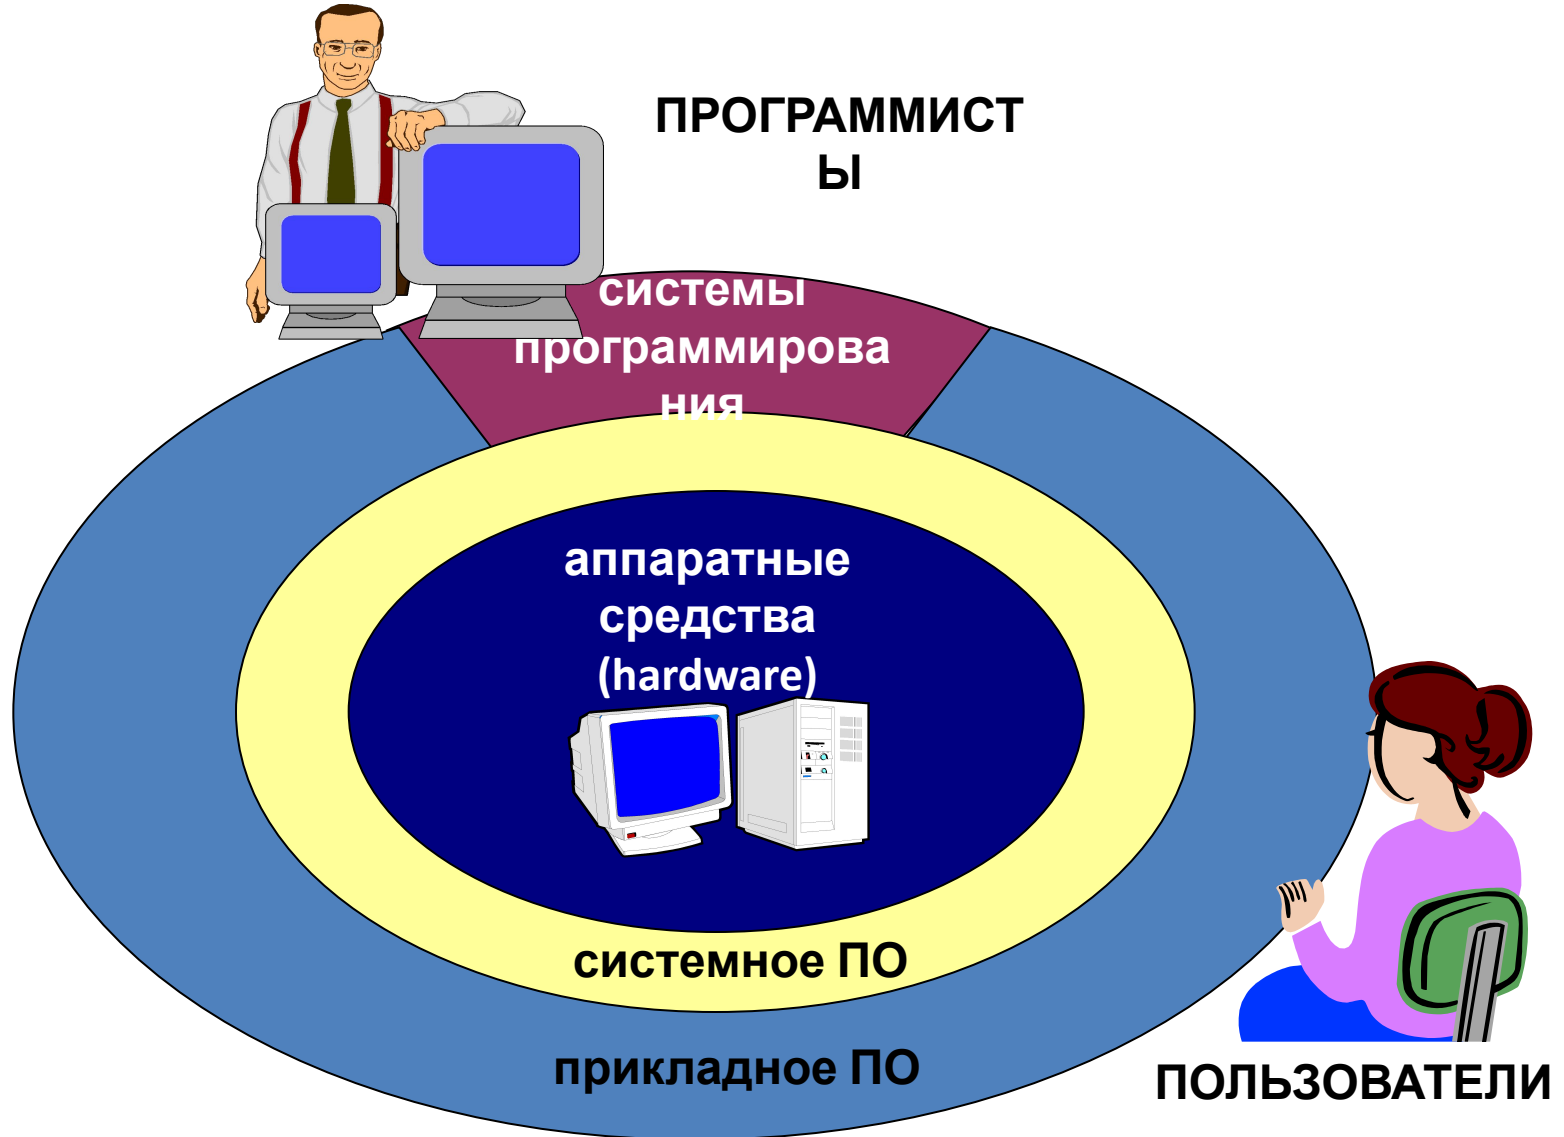 ПРОГРАММИСТ
Ы
системы
программирова
ния
аппаратные
средства
(hardware)
системное ПО
прикладное ПО
ПОЛЬЗОВАТЕЛИ